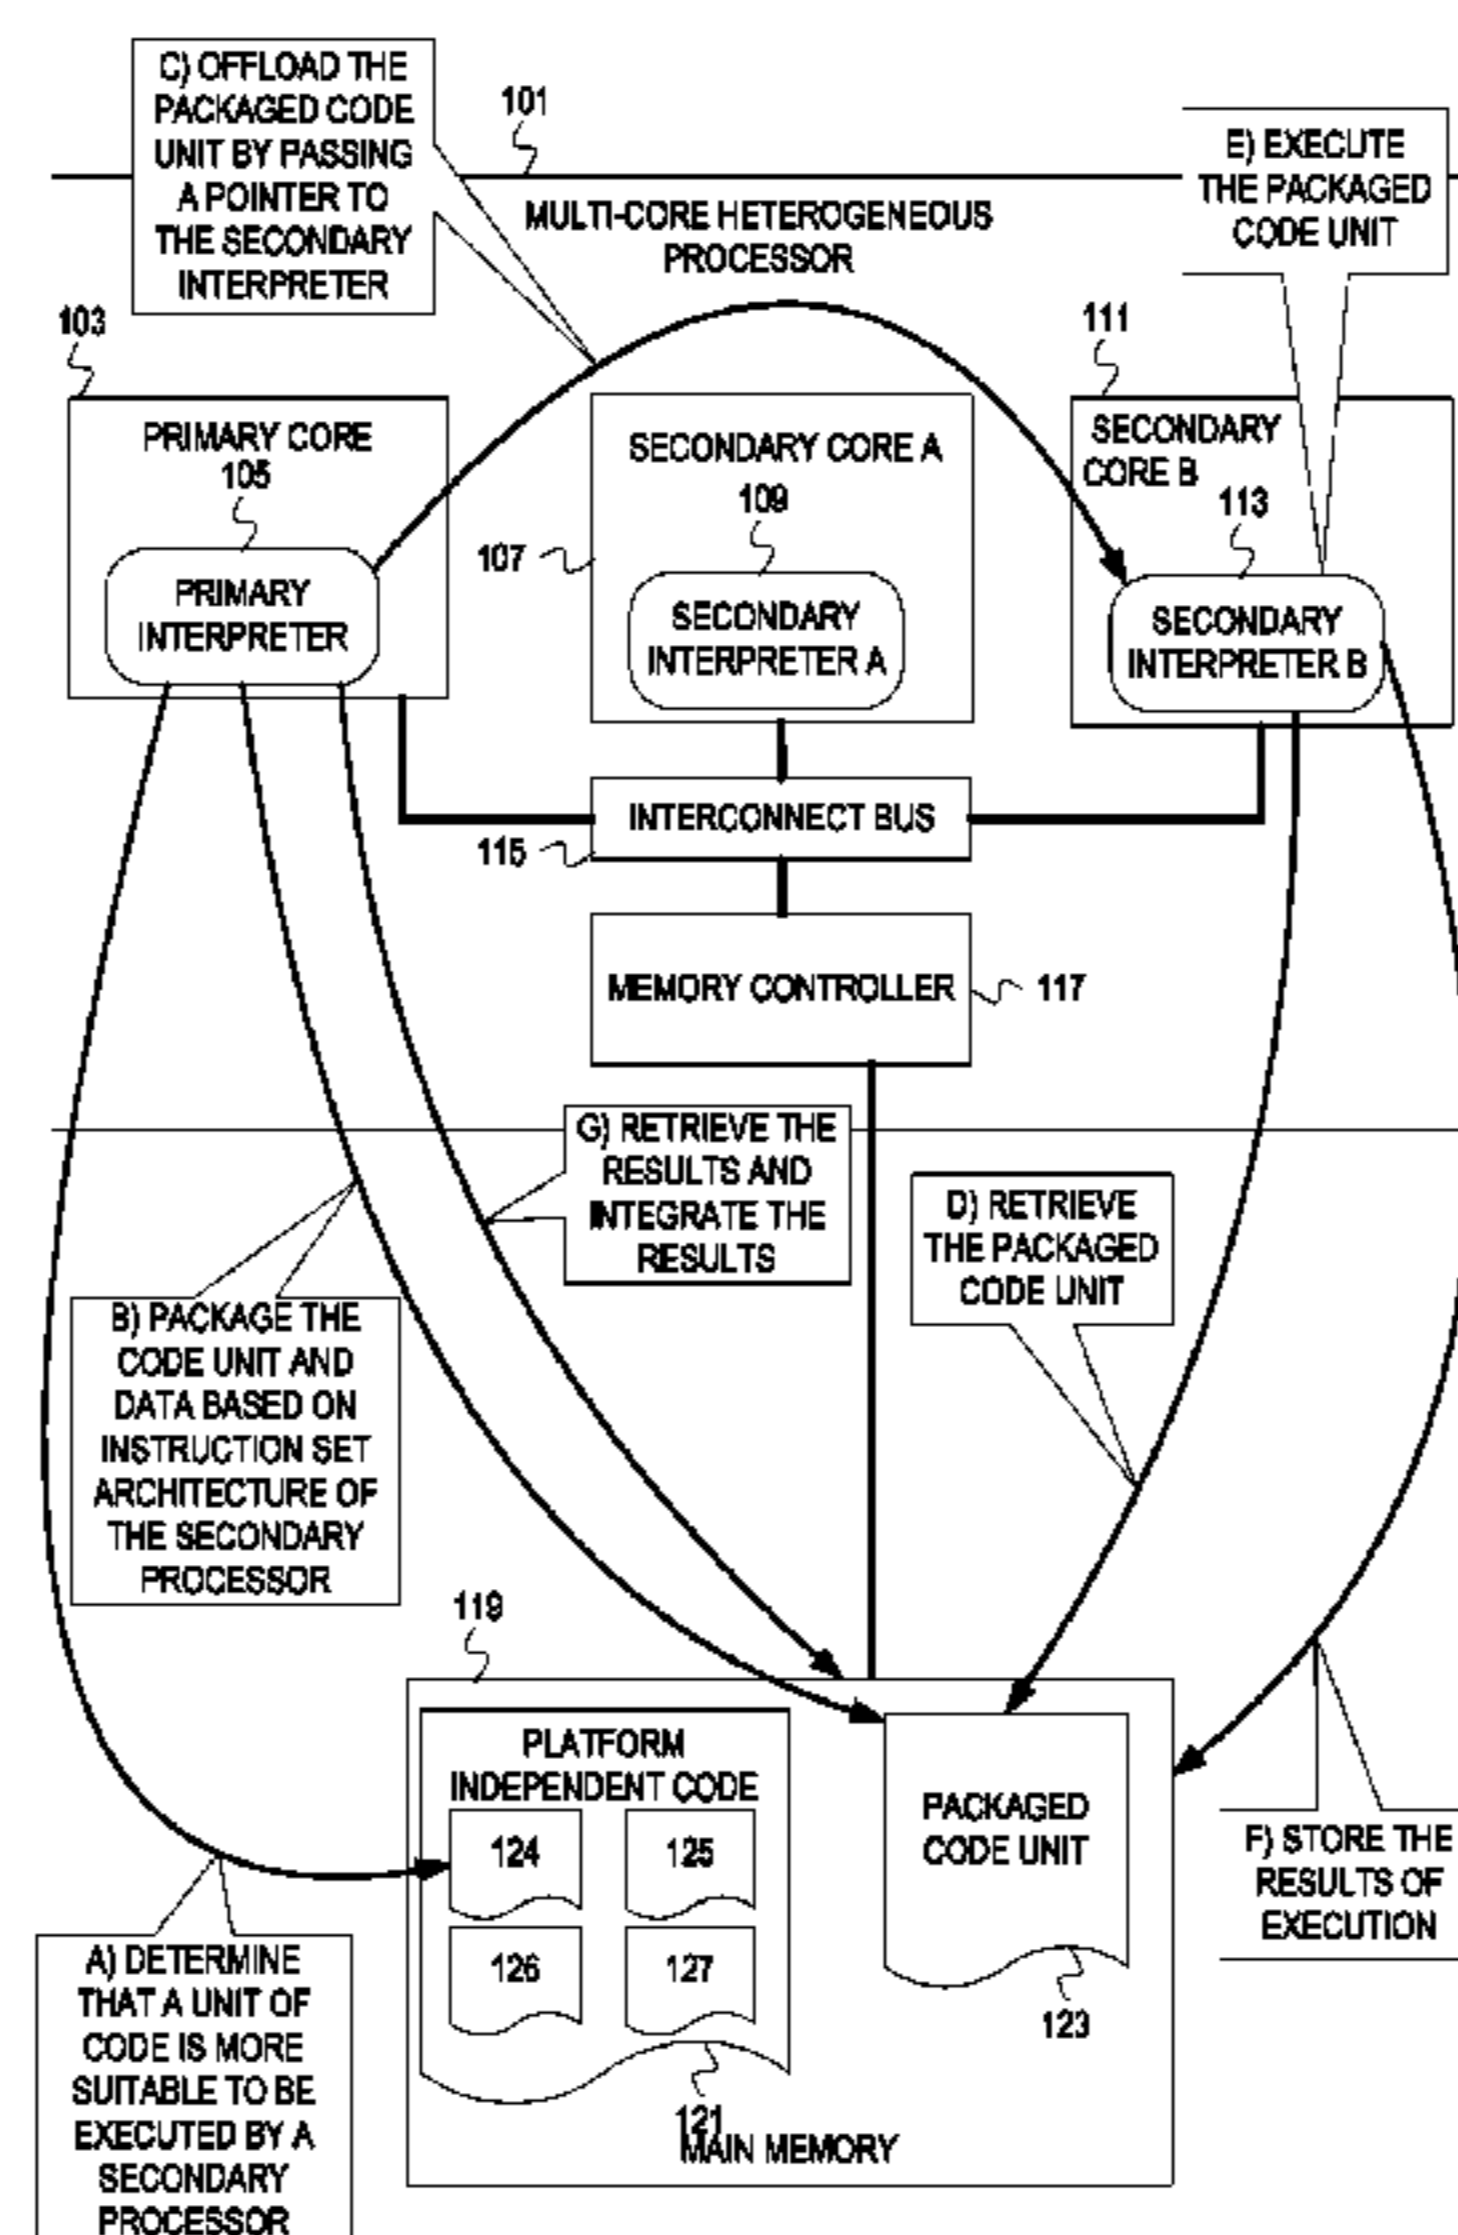 C) OFFLOAD THE
PACKAGED CODE
UNIT BY PASSING
A POINTER TO
THE SECONDARY
INTERPRETER
101
E) EXECUTE
THE PACKAGED
CODE UNIT
MULTI-CORE HETEROGENEOUS
PROCESSOR
103
111
PRIMARY CORE
105
PRIMARY
INTERPRETER
SECONDARY CORE A
109
107
SECONDARY
INTERPRETER A
SECONDARY
CORE B
113
SECONDARY
INTERPRETER B
INTERCONNECT BUS
115
MEMORY CONTROLLER
117
G) RETRIEVE THE
RESULTS AND
INTEGRATE THE
RESULTS
D) RETRIEVE
THE PACKAGED
CODE UNIT
B) PACKAGE THE
CODE UNIT AND
DATA BASED ON
INSTRUCTION SET
ARCHITECTURE OF
THE SECONDARY
PROCESSOR
119
PLATFORM
INDEPENDENT CODE
124
125
126
127
PACKAGED
CODE UNIT
123
121
MAIN MEMORY
F) STORE THE
RESULTS OF
EXECUTION
A) DETERMINE
THAT A UNIT OF
CODE IS MORE
SUITABLE TO BE
EXECUTED BY A
SECONDARY
PROCESSOR